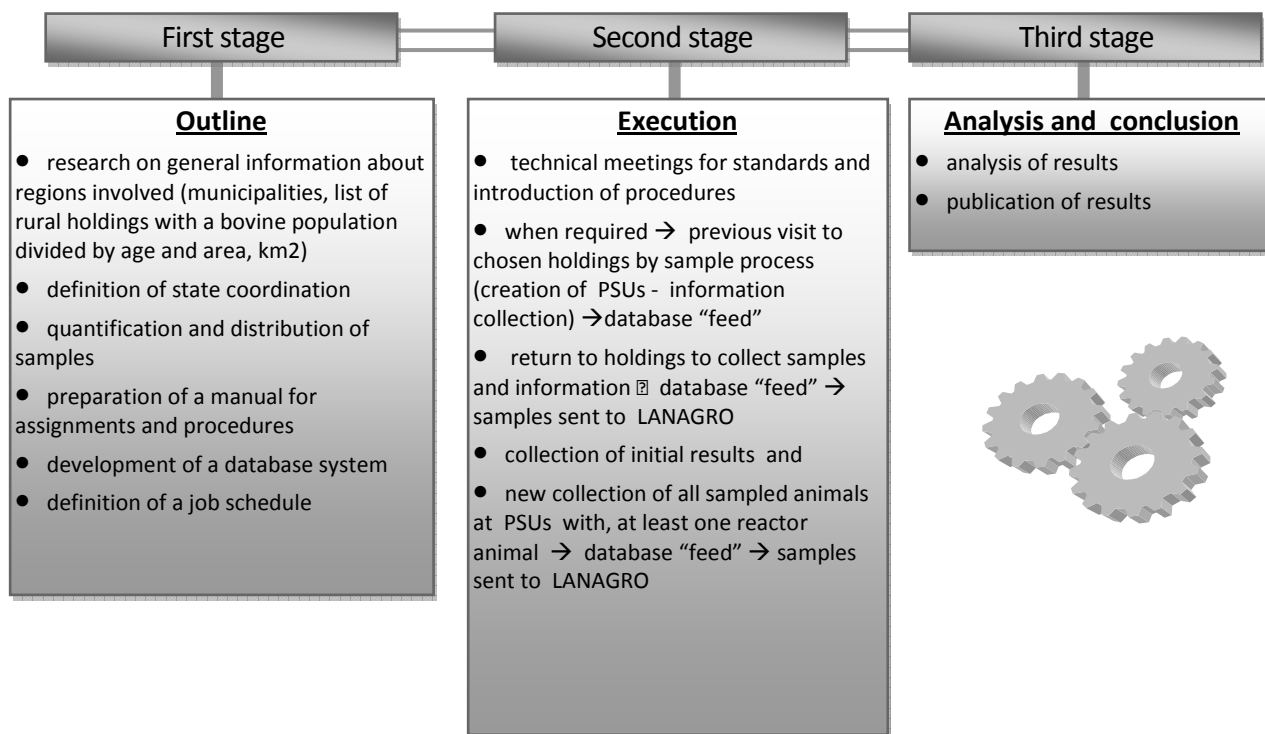 First stage
Second stage
Third stage
Outline
● research on general information about
regions involved (municipalities, list of
rural holdings with a bovine population
divided by age and area, km2)
● definition of state coordination
● quantification and distribution of
samples
● preparation of a manual for
assignments and procedures
● development of a database system
● definition of a job schedule
Execution
● technical meetings for standards and
introduction of procedures
● when required → previous visit to
chosen holdings by sample process
(creation of PSUs - information
collection) →database “feed”
● return to holdings to collect samples
and information ⍰ database “feed” →
samples sent to LANAGRO
● collection of initial results and
● new collection of all sampled animals
at PSUs with, at least one reactor
animal → database “feed” → samples
sent to LANAGRO
Analysis and conclusion
● analysis of results
● publication of results